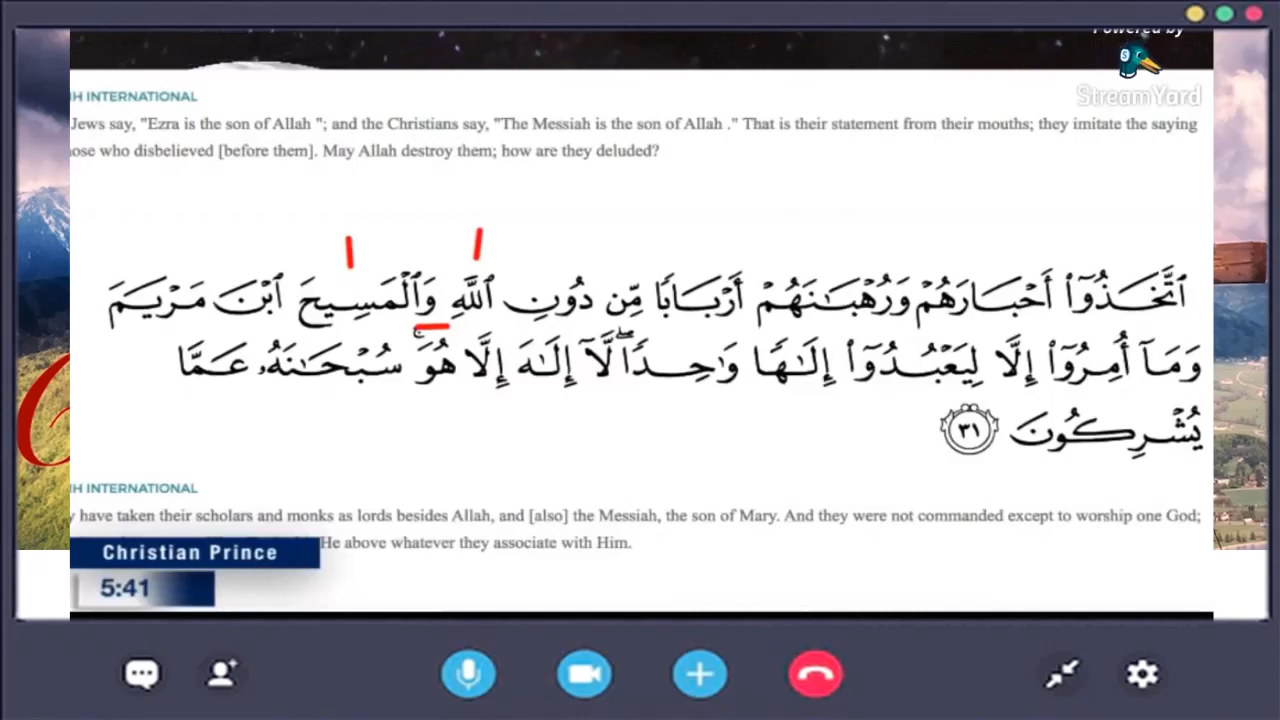 Powered by
StreamYard
H INTERNATIONAL
Jews say, "Ezra is the son of Allah "; and the Christians say, "The Messiah is the son of Allah ." That is their statement from their mouths; they imitate the saying
ose who disbelieved [before them]. May Allah destroy them; how are they deluded?
ٱتَّخَذُوٓا۟ أَحْبَارَهُمْ وَرُهْبَـٰنَهُمْ أَرْبَابًا مِّن دُونِ ٱللَّهِ وَٱلْمَسِيحَ ٱبْنَ مَرْيَمَ
وَمَآ أُمِرُوٓا۟ إِلَّا لِيَعْبُدُوٓا۟ إِلَـٰهًا وَٰحِدًا ۖ لَّآ إِلَـٰهَ إِلَّا هُوَ ۚ سُبْحَـٰنَهُۥ عَمَّا
يُشْرِكُونَ ٣١
H INTERNATIONAL
y have taken their scholars and monks as lords besides Allah, and [also] the Messiah, the son of Mary. And they were not commanded except to worship one God;
He above whatever they associate with Him.
Christian Prince
5:41